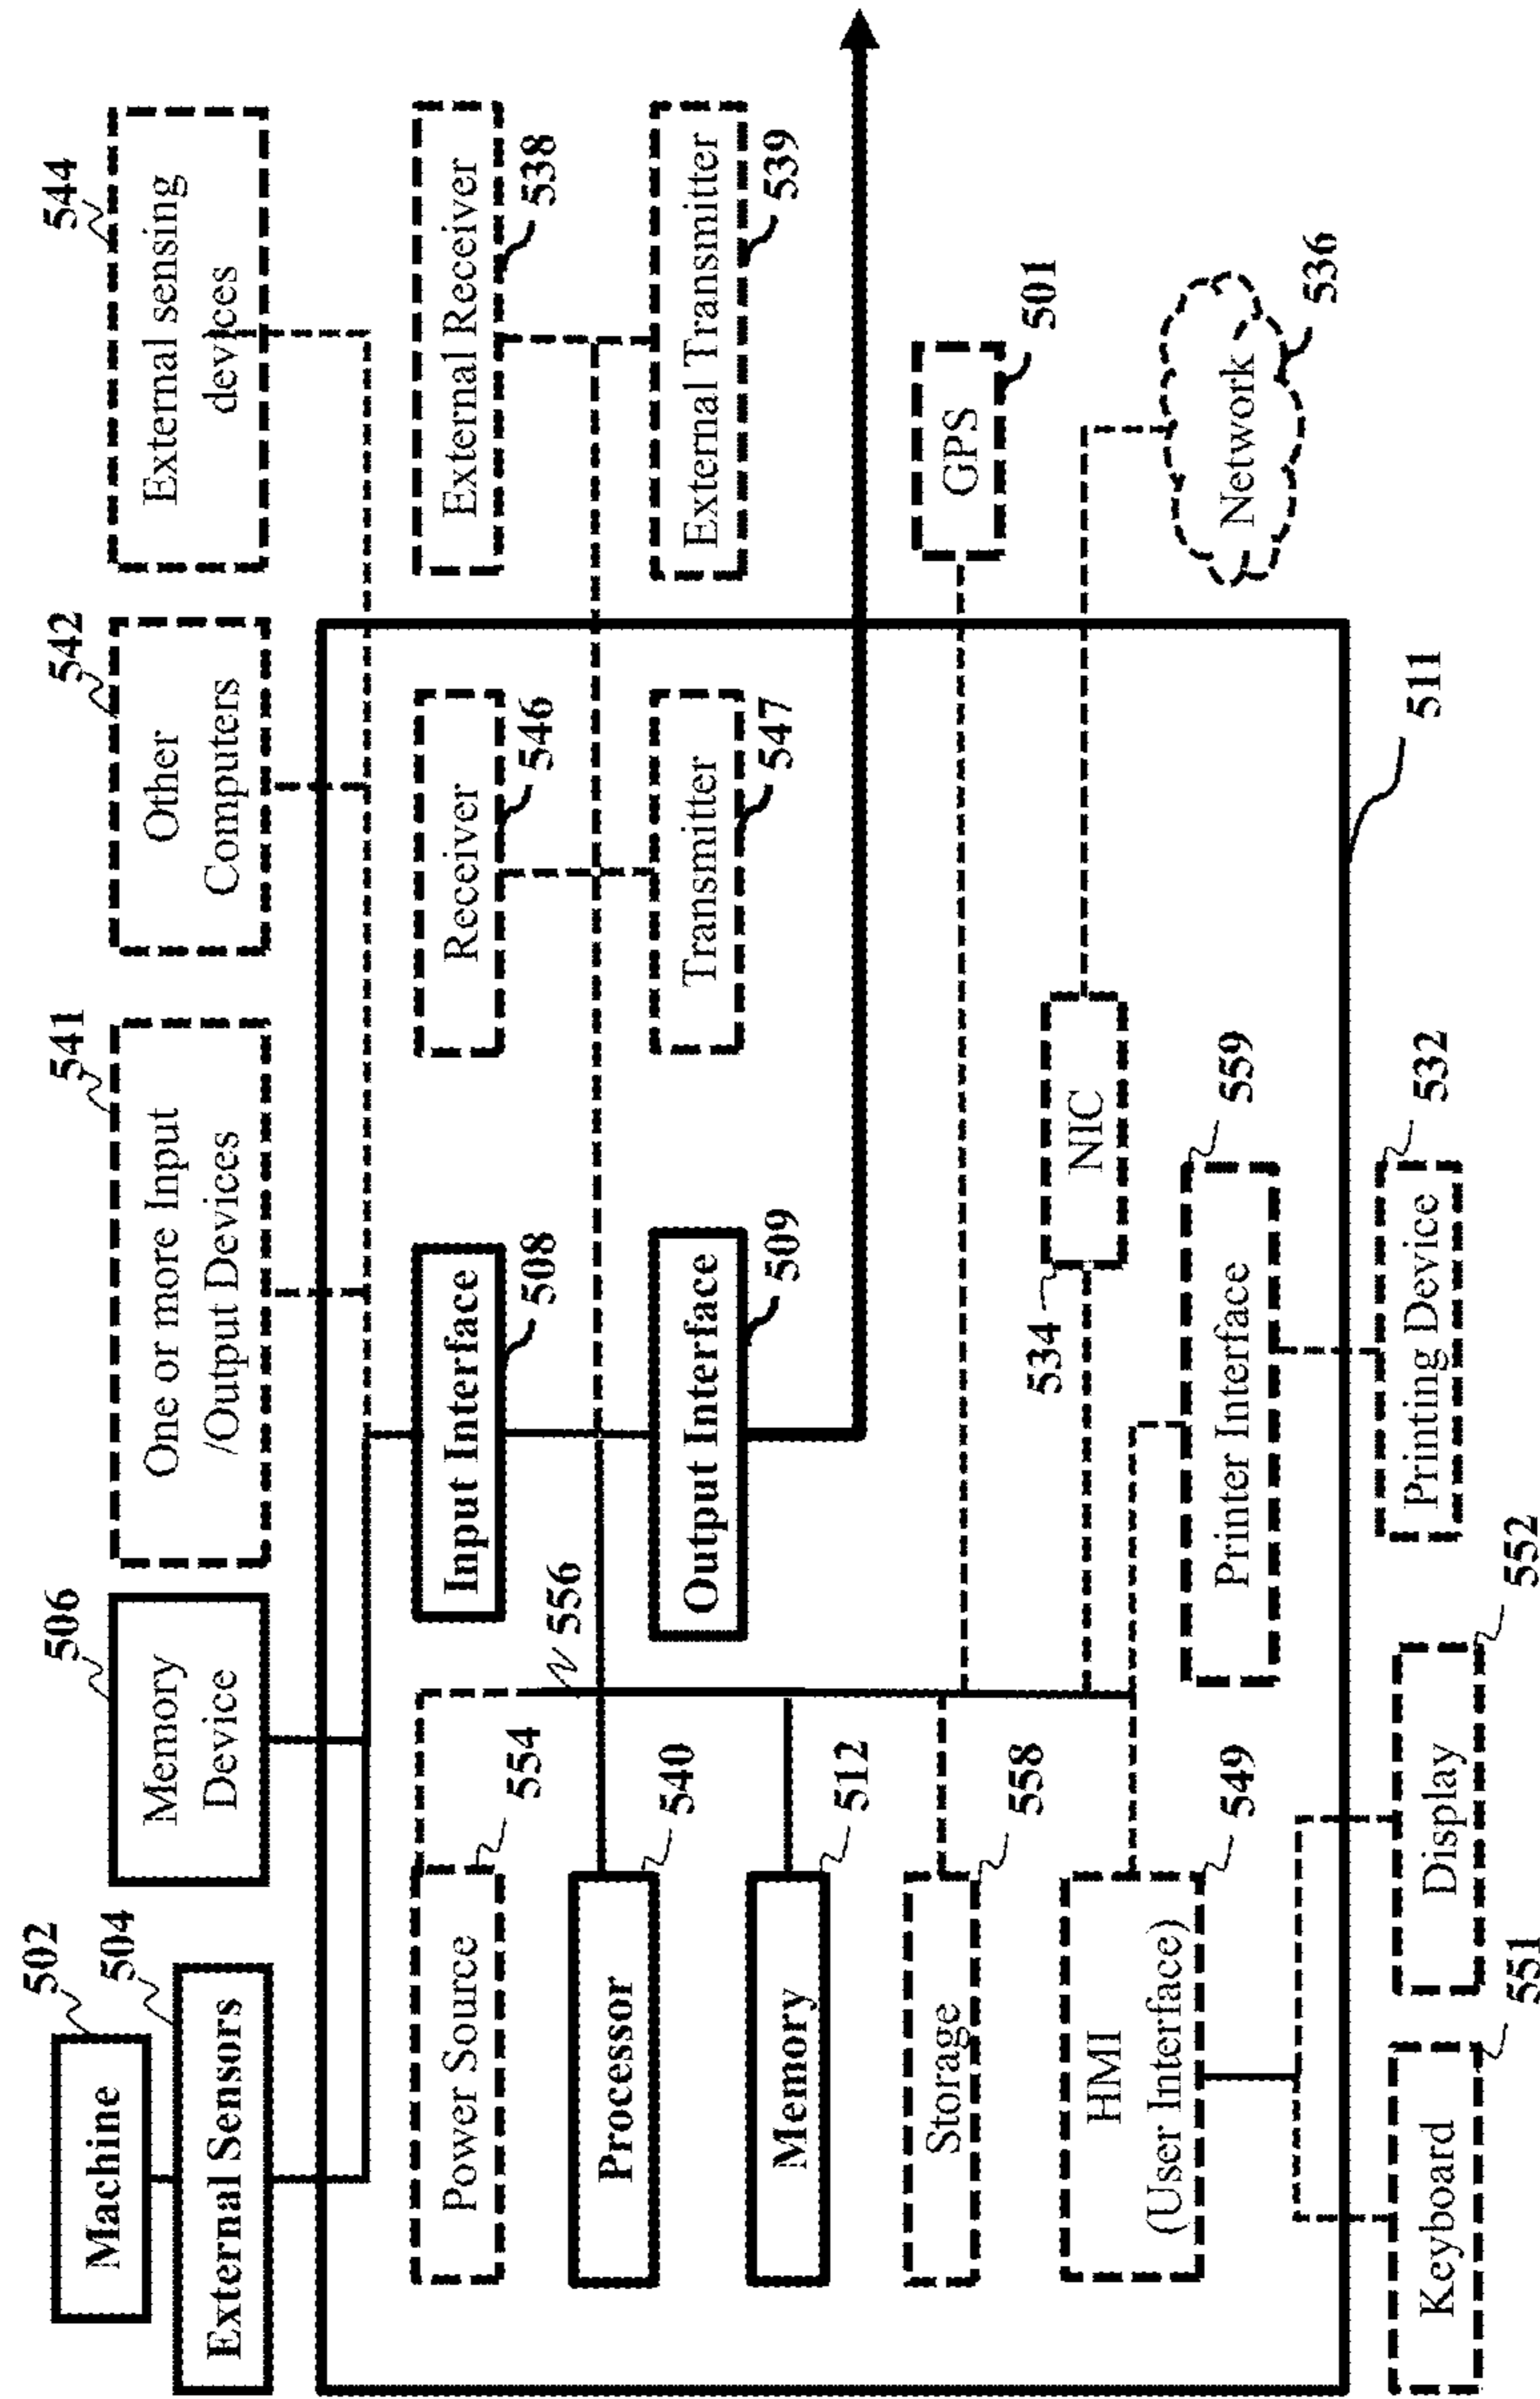 502
Machine
504
External Sensors
506
Memory
Device
541
One or more Input
/Output Devices
542
Other
Computers
544
External sensing
devices
Power Source
554
Processor
540
Memory
512
Storage
558
HMI
(User Interface)
549
556
Input Interface
508
Output Interface
509
Receiver
546
Transmitter
547
External Receiver
538
External Transmitter
539
GPS
501
534
NIC
Network
536
Printer Interface
559
511
Keyboard
551
Display
552
Printing Device
532